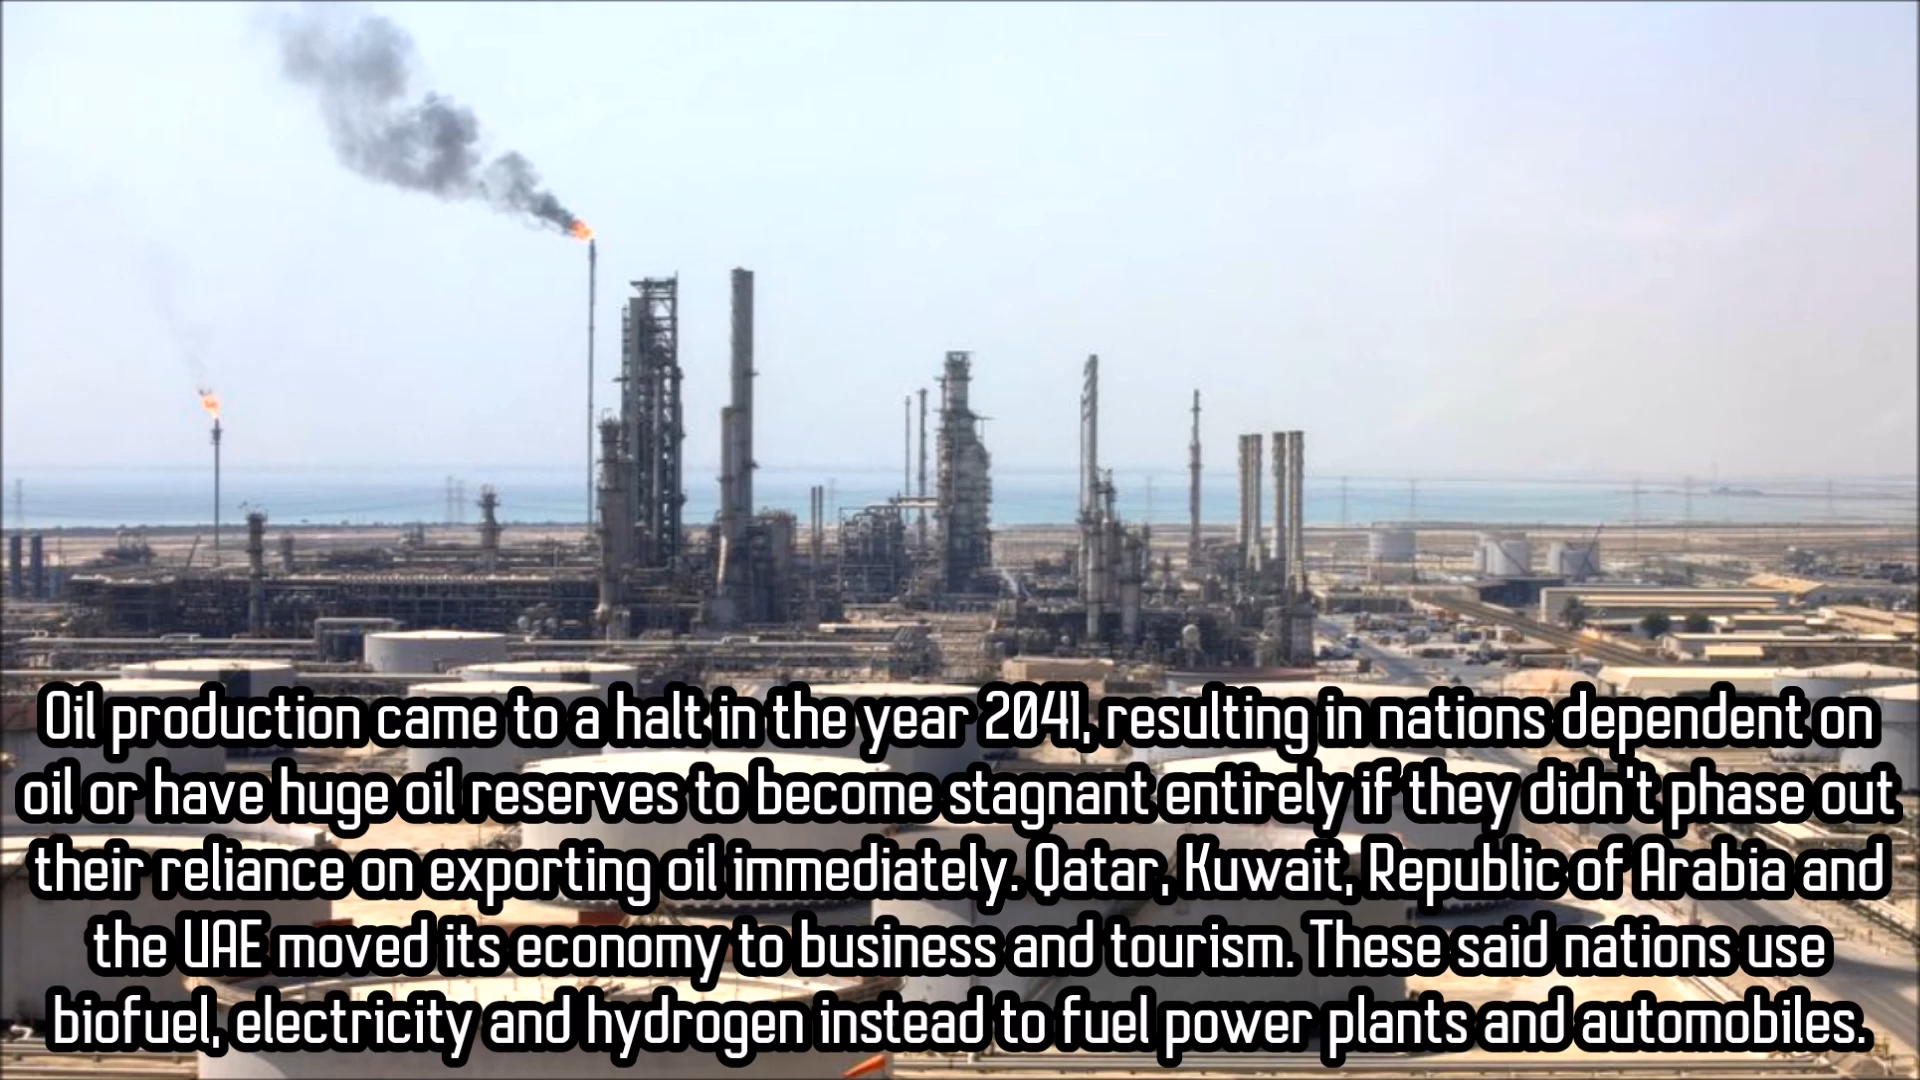 Oil production came to a halt in the year 2041, resulting in nations dependent on
oil or have huge oil reserves to become stagnant entirely if they didn't phase out
their reliance on exporting oil immediately. Qatar, Kuwait, Republic of Arabia and
the UAE moved its economy to business and tourism. These said nations use
biofuel, electricity and hydrogen instead to fuel power plants and automobiles.